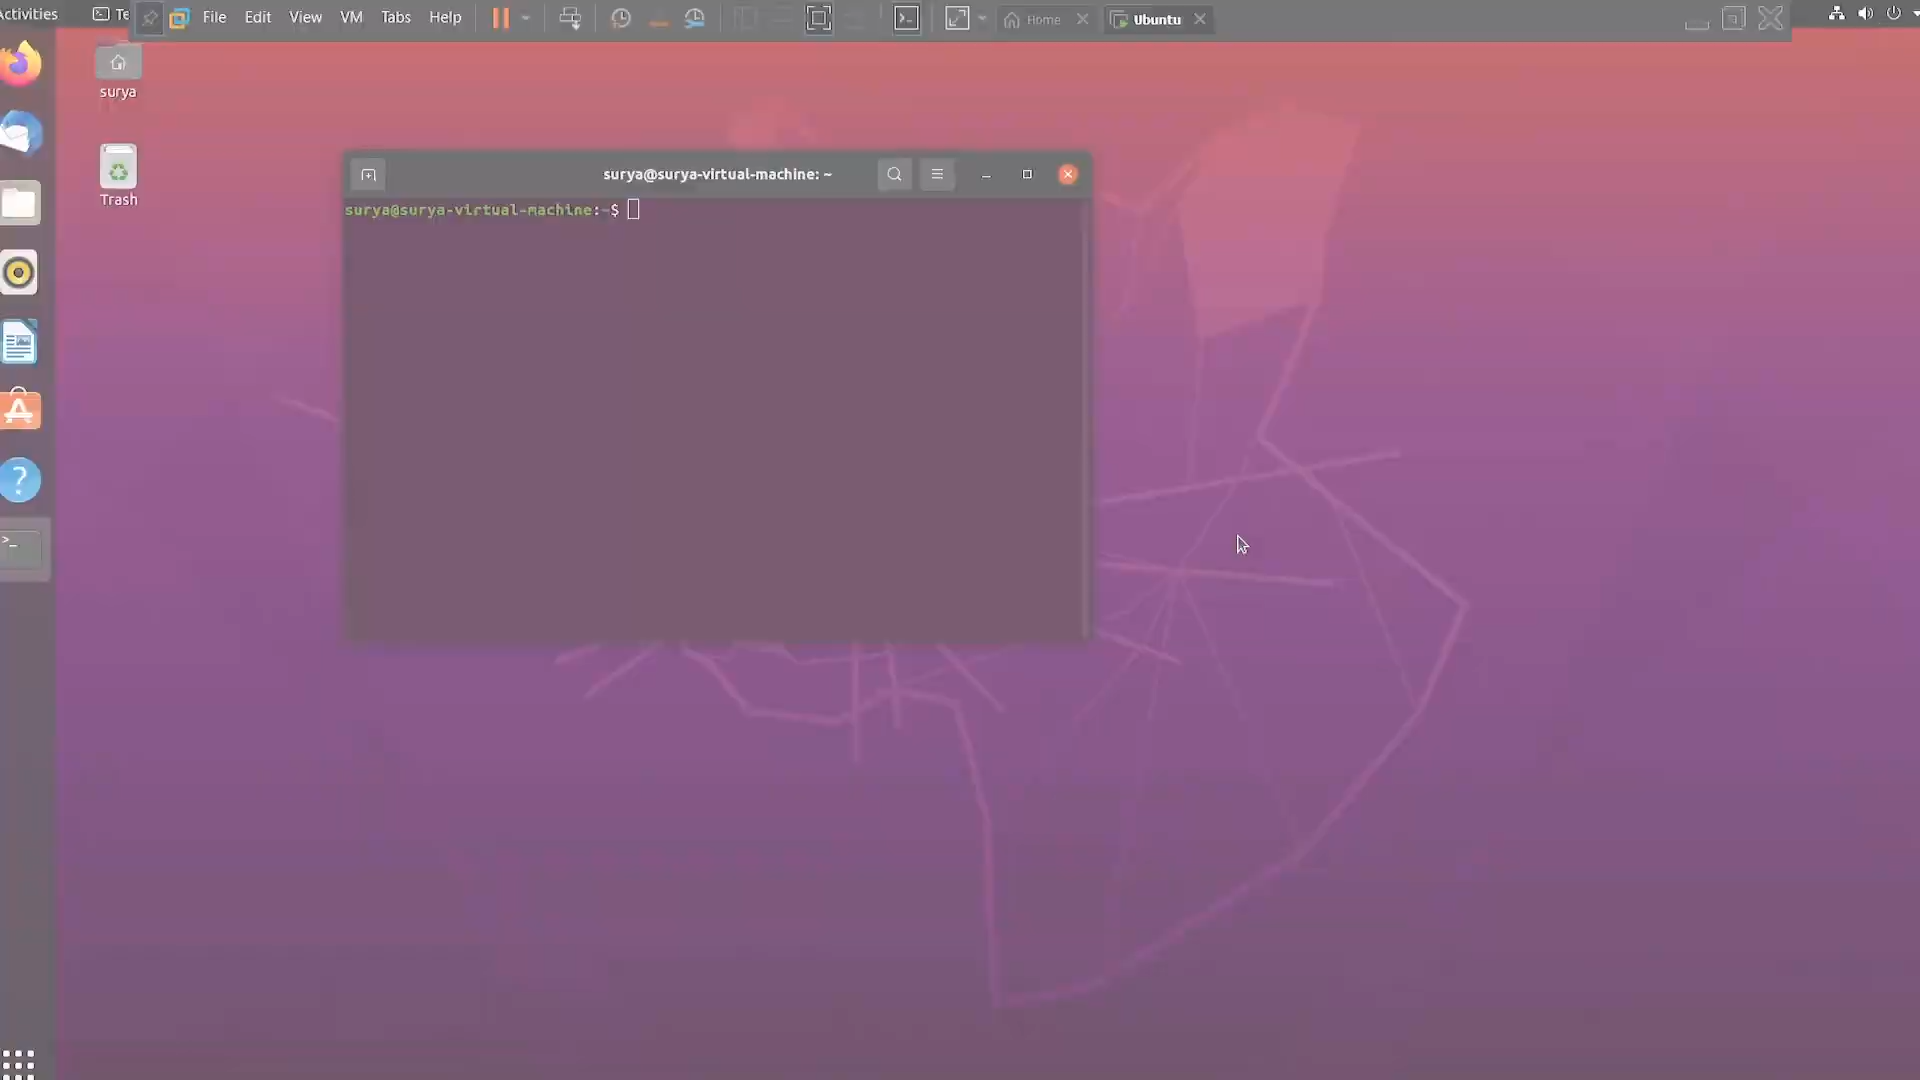 Activities
Te
File Edit View VM Tabs Help
Home
Ubuntu
surya
Trash
surya@surya-virtual-machine: ~
surya@surya-virtual-machine:~$